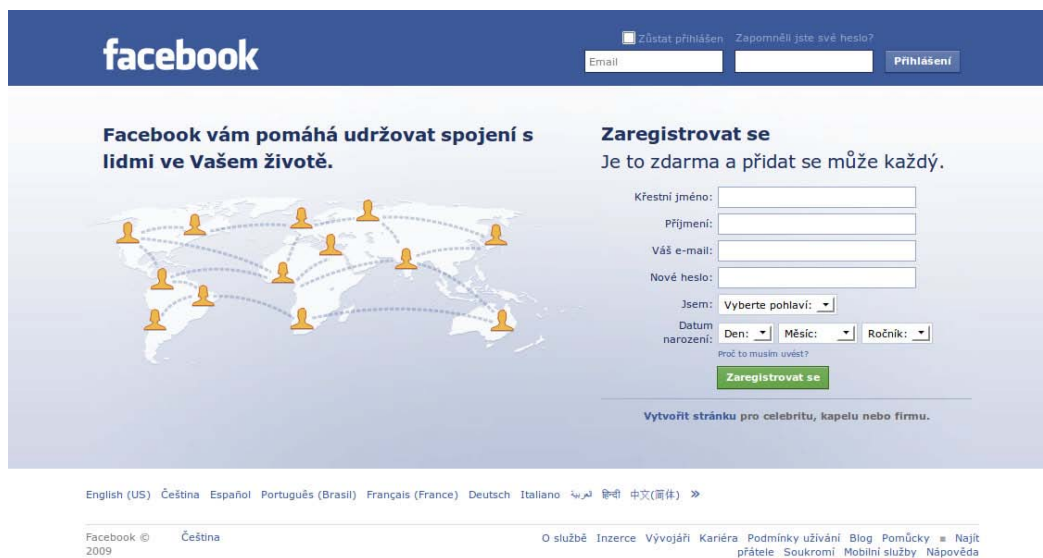 facebook
Zůstat přihlášen Zapomněli jste své heslo?
Email
Přihlášení
Facebook vám pomáhá udržovat spojení s
lidmi ve Vašem životě.
Zaregistrovat se
Je to zdarma a přidat se může každý.
Křestní jméno:
Příjmení:
Váš e-mail:
Nové heslo:
Jsem: Vyberte pohlaví:
Datum
narození: Den: Měsíc: Ročník:
Proč to musím uvést?
Zaregistrovat se
Vytvořit stránku pro celebritu, kapelu nebo firmu.
English (US) Čeština Español Português (Brasil) Français (France) Deutsch Italiano العربية हिन्दी 中文(简体) »
Facebook ©
2009
Čeština
O službě Inzerce Vývojáři Kariéra Podmínky užívání Blog Pomůcky ■ Najít
přátele Soukromí Mobilní služby Nápověda